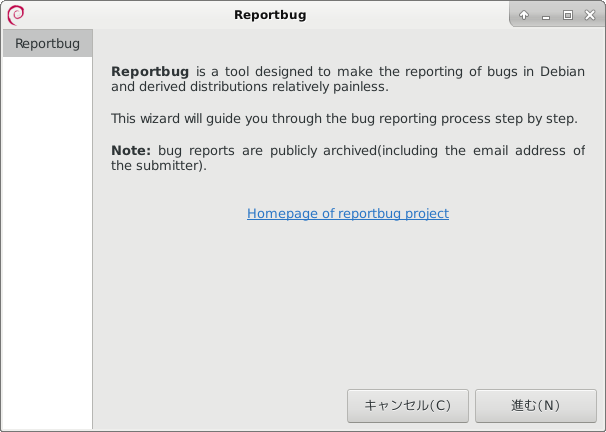 Reportbug
Reportbug
Reportbug is a tool designed to make the reporting of bugs in Debian
and derived distributions relatively painless.
This wizard will guide you through the bug reporting process step by step.
Note: bug reports are publicly archived(including the email address of
the submitter).
Homepage of reportbug project
キャンセル(C)
進む(N)